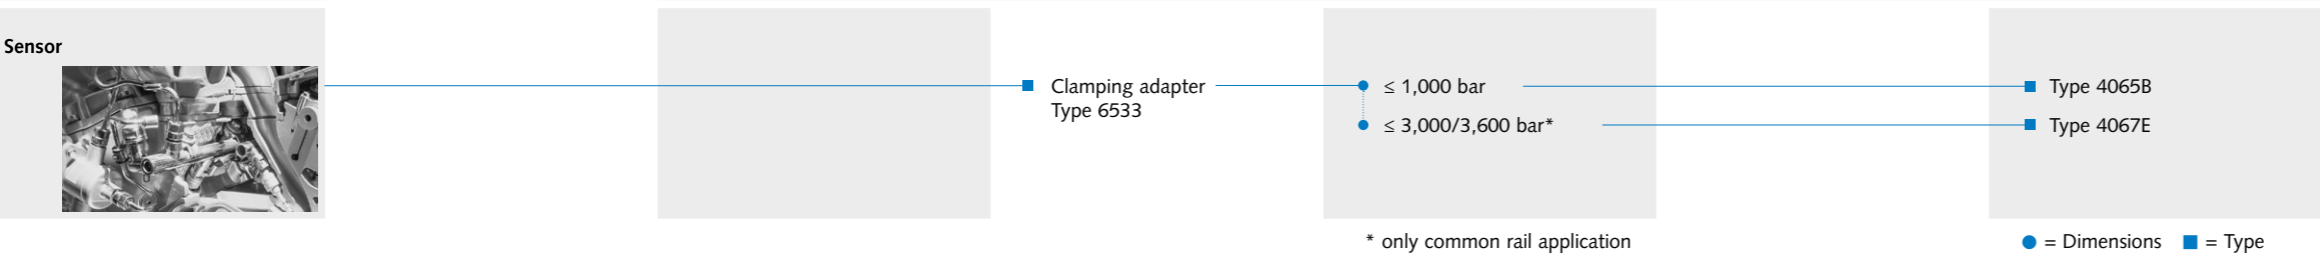 Sensor
Clamping adapter
Type 6533
≤ 1,000 bar
≤ 3,000/3,600 bar*
Type 4065B
Type 4067E
* only common rail application
= Dimensions = Type